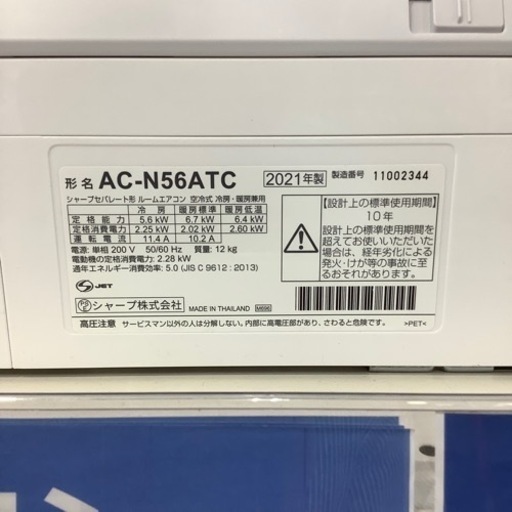 形名 AC-N56ATC 2021年製 製造番号 11002344
シャープセパレート形 ルームエアコン 空冷式 冷房・暖房兼用
冷房 暖房標準 暖房低温
定格能力 5.6 kW 6.7 kW 6.4 kW
定格消費電力 2.25 kW 2.02 kW 2.60 kW
運転電流 11.4 A 10.2 A
電源: 単相 200 V 50/60 Hz 質量: 12 kg
電動機の定格消費電力: 2.28 kW
通年エネルギー消費効率: 5.0 (JIS C 9612 : 2013)
S JET
シャープ株式会社 MADE IN THAILAND
高圧注意 サービスマン以外の人は分解しない。内部に高電圧部があり、さわると危険です。
【設計上の標準使用期間】
10年
設計上の標準使用期間を
超えてお使いいただいた
場合は、経年劣化による
発火・けが等の事故に至
るおそれがあります。
>PET<